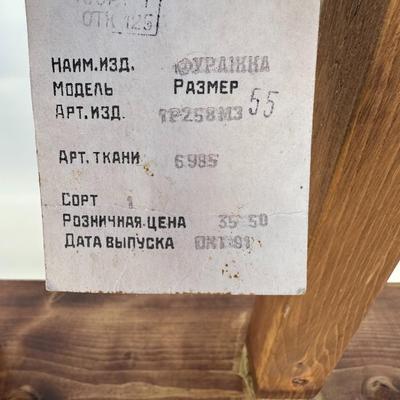 ОТК 125
НАИМ.ИЗД. ФУРАЖКА
МОДЕЛЬ РАЗМЕР 55
АРТ.ИЗД. ТР258М3
АРТ. ТКАНИ 6985
СОРТ 1
РОЗНИЧНАЯ ЦЕНА 35-50
ДАТА ВЫПУСКА ОКТ 91